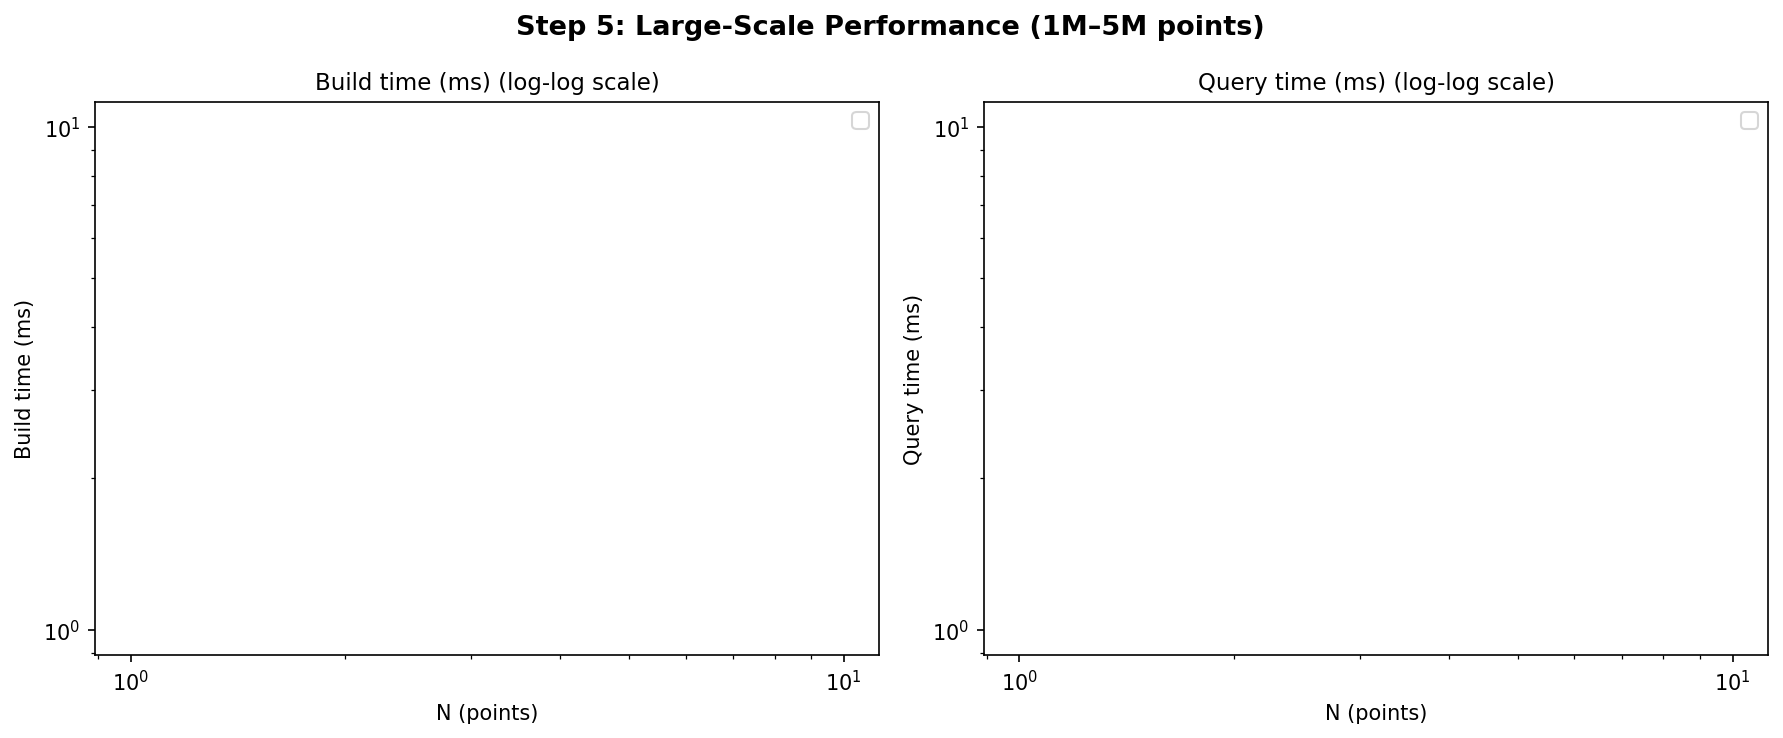 Step 5: Large-Scale Performance (1M–5M points)
Build time (ms) (log-log scale)
Build time (ms)
10¹
10⁰
10⁰ 10¹
N (points)
Query time (ms) (log-log scale)
Query time (ms)
10¹
10⁰
10⁰ 10¹
N (points)